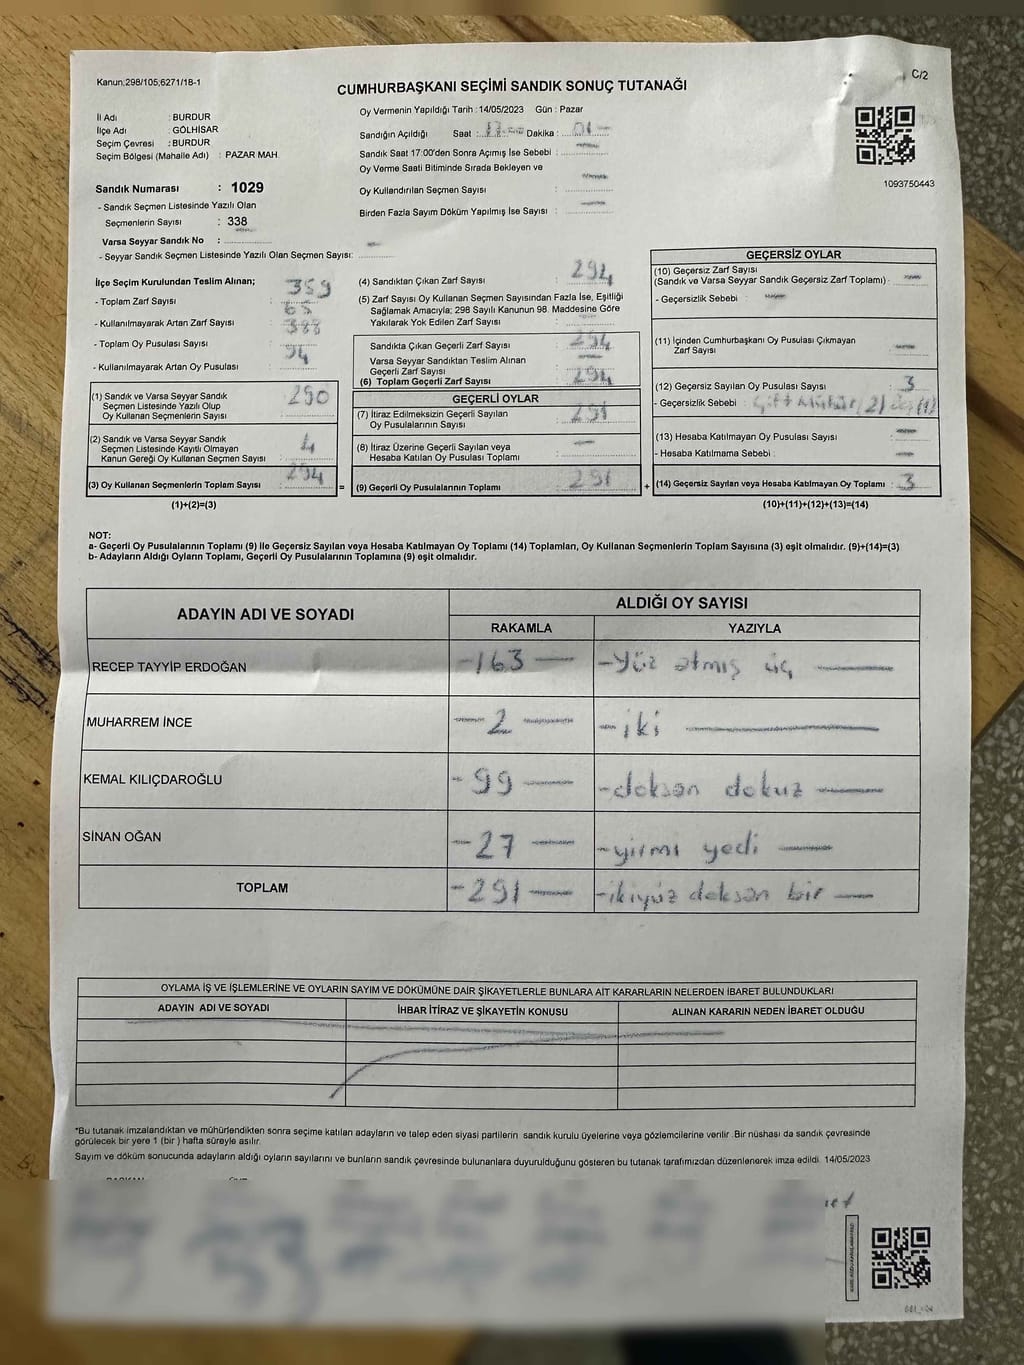 Kanun;298/105;6271/18-1
C/2
CUMHURBAŞKANI SEÇİMİ SANDIK SONUÇ TUTANAĞI
İl Adı : BURDUR
İlçe Adı : GÖLHİSAR
Seçim Çevresi : BURDUR
Seçim Bölgesi (Mahalle Adı) : PAZAR MAH.
Sandık Numarası : 1029
- Sandık Seçmen Listesinde Yazılı Olan
Seçmenlerin Sayısı : 338
Varsa Seyyar Sandık No :
- Seyyar Sandık Seçmen Listesinde Yazılı Olan Seçmen Sayısı:
Oy Vermenin Yapıldığı Tarih : 14/05/2023 Gün : Pazar
Sandığın Açıldığı Saat : 17.00 Dakika : 01
Sandık Saat 17:00'den Sonra Açımış İse Sebebi :
Oy Verme Saati Bitiminde Sırada Bekleyen ve
Oy Kullandırılan Seçmen Sayısı :
Birden Fazla Sayım Döküm Yapılmış İse Sayısı :
1093750443
İlçe Seçim Kurulundan Teslim Alınan;
- Toplam Zarf Sayısı : 359
- Kullanılmayarak Artan Zarf Sayısı : 65
- Toplam Oy Pusulası Sayısı : 388
- Kullanılmayarak Artan Oy Pusulası : 94
(1) Sandık ve Varsa Seyyar Sandık
Seçmen Listesinde Yazılı Olup
Oy Kullanan Seçmenlerin Sayısı : 290
(2) Sandık ve Varsa Seyyar Sandık
Seçmen Listesinde Kayıtlı Olmayan
Kanun Gereği Oy Kullanan Seçmen Sayısı : 4
(3) Oy Kullanan Seçmenlerin Toplam Sayısı : 294
(1)+(2)=(3)
(4) Sandıktan Çıkan Zarf Sayısı : 294
(5) Zarf Sayısı Oy Kullanan Seçmen Sayısından Fazla İse, Eşitliği
Sağlamak Amacıyla; 298 Sayılı Kanunun 98. Maddesine Göre
Yakılarak Yok Edilen Zarf Sayısı :
Sandıkta Çıkan Geçerli Zarf Sayısı : 294
Varsa Seyyar Sandıktan Teslim Alınan
Geçerli Zarf Sayısı :
(6) Toplam Geçerli Zarf Sayısı : 294
GEÇERLİ OYLAR
(7) İtiraz Edilmeksizin Geçerli Sayılan
Oy Pusulalarının Sayısı : 291
(8) İtiraz Üzerine Geçerli Sayılan veya
Hesaba Katılan Oy Pusulası Toplamı :
= (9) Geçerli Oy Pusulalarının Toplamı : 291
GEÇERSİZ OYLAR
(10) Geçersiz Zarf Sayısı
(Sandık ve Varsa Seyyar Sandık Geçersiz Zarf Toplamı) :
- Geçersizlik Sebebi :
(11) İçinden Cumhurbaşkanı Oy Pusulası Çıkmayan
Zarf Sayısı :
(12) Geçersiz Sayılan Oy Pusulası Sayısı : 3
- Geçersizlik Sebebi : Çift Mühür (2)
(13) Hesaba Katılmayan Oy Pusulası Sayısı :
- Hesaba Katılmama Sebebi :
+ (14) Geçersiz Sayılan veya Hesaba Katılmayan Oy Toplamı : 3
(10)+(11)+(12)+(13)=(14)
NOT:
a- Geçerli Oy Pusulalarının Toplamı (9) ile Geçersiz Sayılan veya Hesaba Katılmayan Oy Toplamı (14) Toplamları, Oy Kullanan Seçmenlerin Toplam Sayısına (3) eşit olmalıdır. (9)+(14)=(3)
b- Adayların Aldığı Oyların Toplamı, Geçerli Oy Pusulalarının Toplamına (9) eşit olmalıdır.
ADAYIN ADI VE SOYADI
ALDIĞI OY SAYISI
RAKAMLA YAZIYLA
RECEP TAYYİP ERDOĞAN -163- -yüz atmış üç
MUHARREM İNCE -2- -iki
KEMAL KILIÇDAROĞLU -99- -doksan dokuz
SİNAN OĞAN -27- -yirmi yedi
TOPLAM -291- -ikiyüz doksan bir
OYLAMA İŞ VE İŞLEMLERİNE VE OYLARIN SAYIM VE DÖKÜMÜNE DAİR ŞİKAYETLERLE BUNLARA AİT KARARLARIN NELERDEN İBARET BULUNDUKLARI
ADAYIN ADI VE SOYADI İHBAR İTİRAZ VE ŞİKAYETİN KONUSU ALINAN KARARIN NEDEN İBARET OLDUĞU
*Bu tutanak imzalandıktan ve mühürlendikten sonra seçime katılan adayların ve talep eden siyasi partilerin sandık kurulu üyelerine veya gözlemcilerine verilir. Bir nüshası da sandık çevresinde
görülecek bir yere 1 (bir) hafta süreyle asılır.
Sayım ve döküm sonucunda adayların aldığı oyların sayılarını ve bunların sandık çevresinde bulunanlara duyurulduğunu gösteren bu tutanak tarafımızdan düzenlenerek imza edildi. 14/05/2023